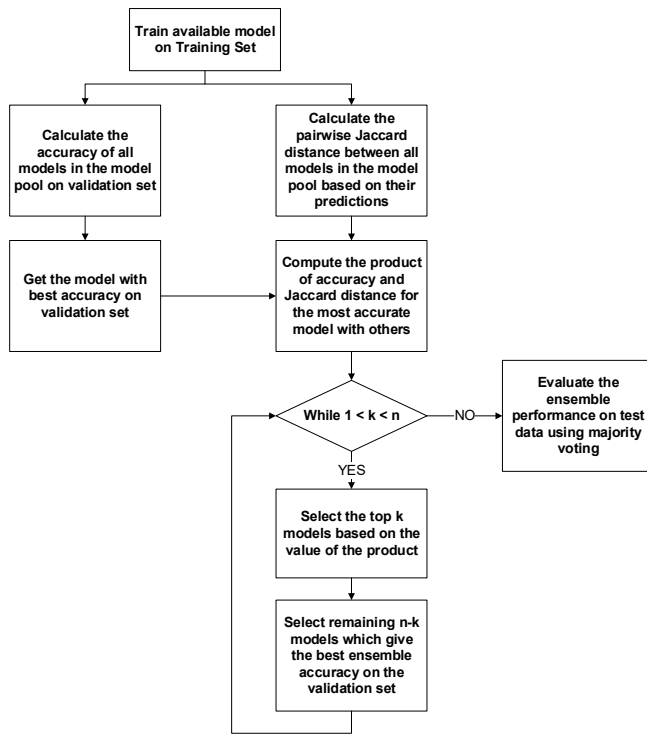 Train available model
on Training Set
Calculate the
accuracy of all
models in the model
pool on validation set
Calculate the
pairwise Jaccard
distance between all
models in the model
pool based on their
predictions
Get the model with
best accuracy on
validation set
Compute the product
of accuracy and
Jaccard distance for
the most accurate
model with others
While 1 < k < n
NO
Evaluate the
ensemble
performance on test
data using majority
voting
YES
Select the top k
models based on the
value of the product
Select remaining n-k
models which give
the best ensemble
accuracy on the
validation set